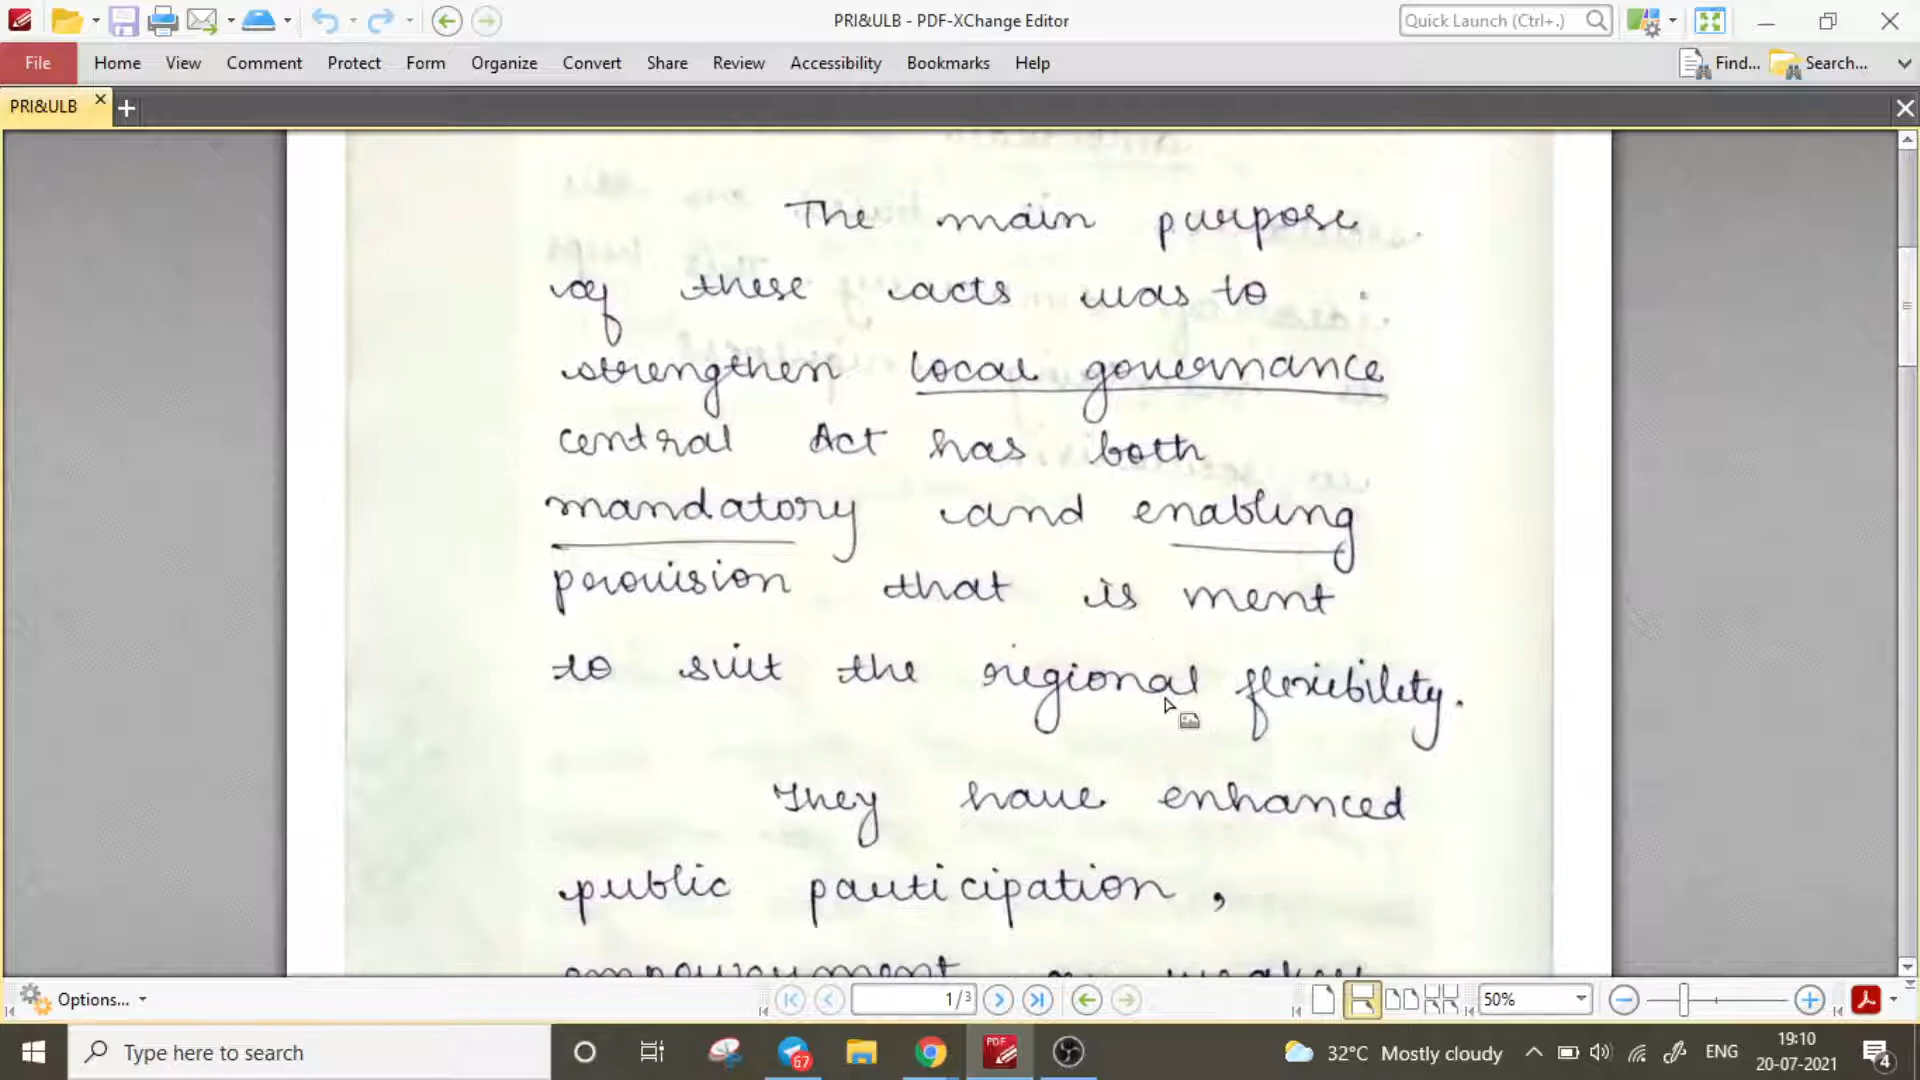 PRI&ULB - PDF-XChange Editor
Quick Launch (Ctrl+.)
File Home View Comment Protect Form Organize Convert Share Review Accessibility Bookmarks Help
Find... Search...
PRI&ULB
The main purpose
of these acts was to
strengthen local governance
central Act has both
mandatory and enabling
provision that is ment
to suit the regional flexibility.
They have enhanced
public participation,
empowerment
Options...
1/3
50%
Type here to search
67
32°C Mostly cloudy
ENG
19:10
20-07-2021
4